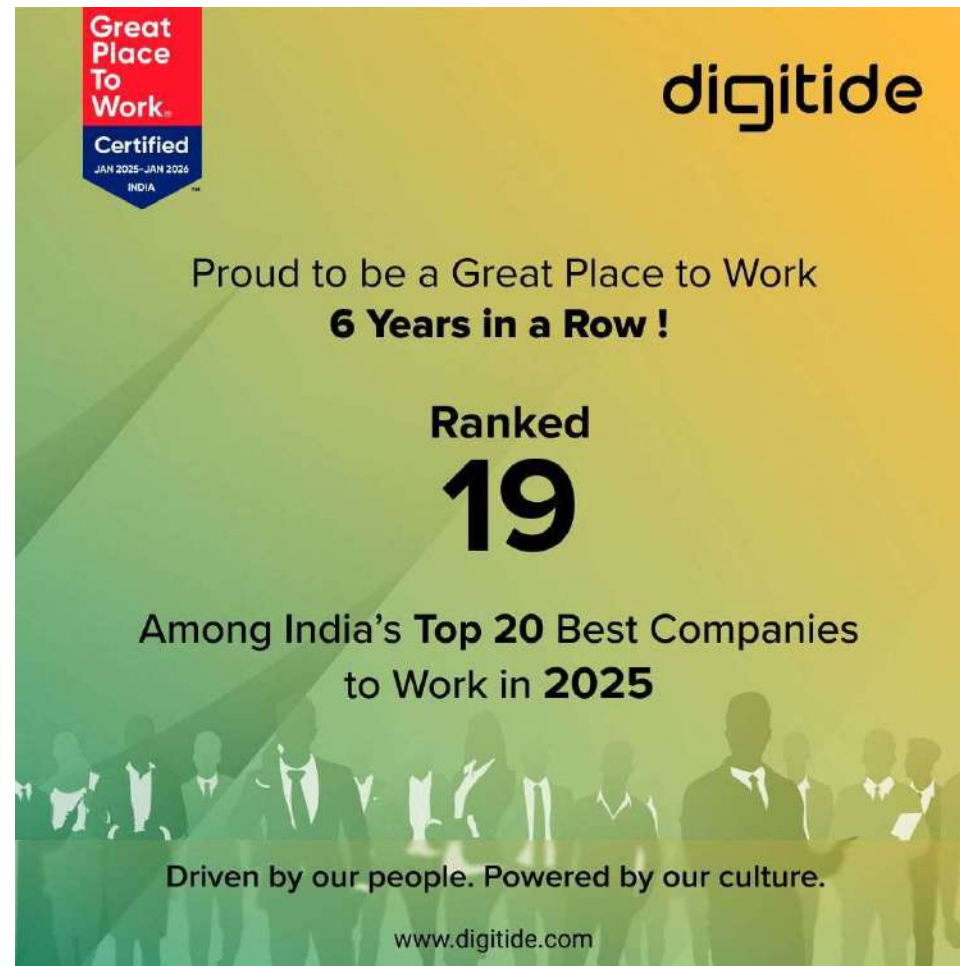 Great
Place
To
Work®
Certified
JAN 2025-JAN 2026
INDIA
™
digitide
Proud to be a Great Place to Work
6 Years in a Row !
Ranked
19
Among India's Top 20 Best Companies
to Work in 2025
Driven by our people. Powered by our culture.
www.digitide.com